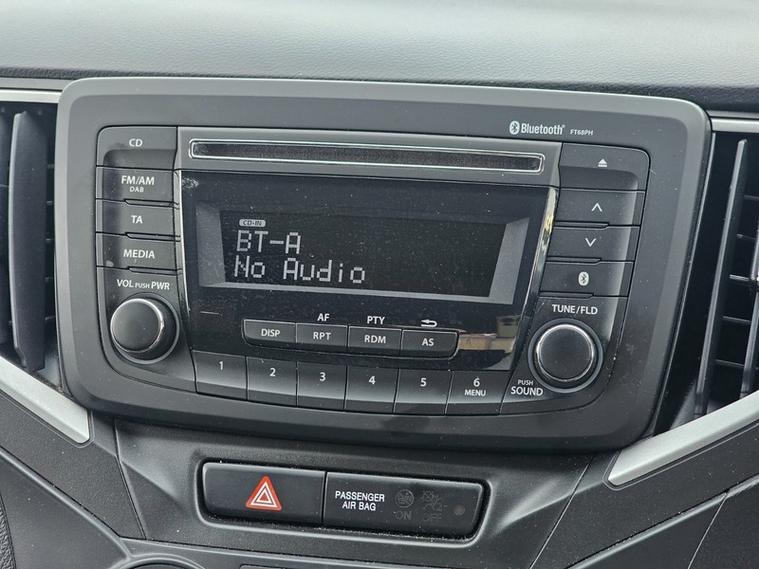 Bluetooth® FT68PH
CD
FM/AM
DAB
TA
MEDIA
VOL PUSH PWR
CD-IN
BT-A
No Audio
TUNE/FLD
AF PTY
DISP RPT RDM AS
1 2 3 4 5 6
MENU
PUSH
SOUND
PASSENGER
AIR BAG
ON